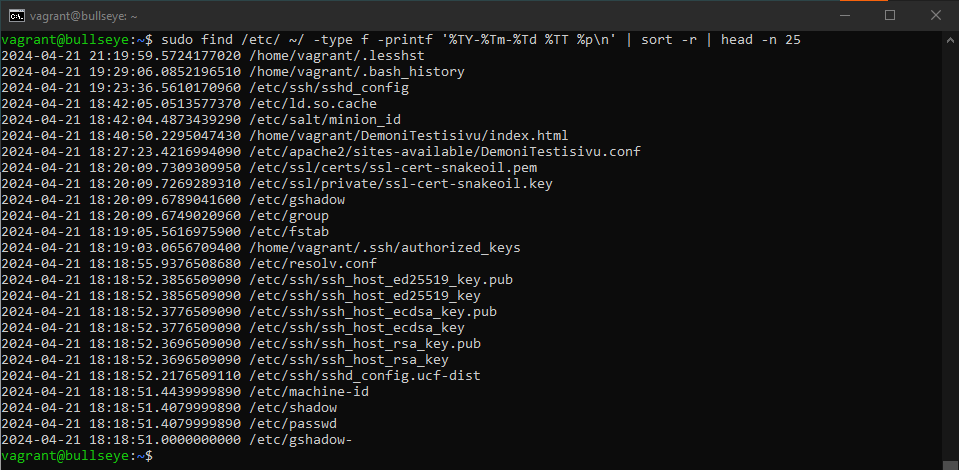 vagrant@bullseye: ~
vagrant@bullseye:~$ sudo find /etc/ ~/ -type f -printf '%TY-%Tm-%Td %TT %p\n' | sort -r | head -n 25
2024-04-21 21:19:59.5724177020 /home/vagrant/.lesshst
2024-04-21 19:29:06.0852196510 /home/vagrant/.bash_history
2024-04-21 19:23:36.5610170960 /etc/ssh/sshd_config
2024-04-21 18:42:05.0513577370 /etc/ld.so.cache
2024-04-21 18:42:04.4873439290 /etc/salt/minion_id
2024-04-21 18:40:50.2295047430 /home/vagrant/DemoniTestisivu/index.html
2024-04-21 18:27:23.4216994090 /etc/apache2/sites-available/DemoniTestisivu.conf
2024-04-21 18:20:09.7309309950 /etc/ssl/certs/ssl-cert-snakeoil.pem
2024-04-21 18:20:09.7269289310 /etc/ssl/private/ssl-cert-snakeoil.key
2024-04-21 18:20:09.6789041600 /etc/gshadow
2024-04-21 18:20:09.6749020960 /etc/group
2024-04-21 18:19:05.5616975900 /etc/fstab
2024-04-21 18:19:03.0656709400 /home/vagrant/.ssh/authorized_keys
2024-04-21 18:18:55.9376508680 /etc/resolv.conf
2024-04-21 18:18:52.3856509090 /etc/ssh/ssh_host_ed25519_key.pub
2024-04-21 18:18:52.3856509090 /etc/ssh/ssh_host_ed25519_key
2024-04-21 18:18:52.3776509090 /etc/ssh/ssh_host_ecdsa_key.pub
2024-04-21 18:18:52.3776509090 /etc/ssh/ssh_host_ecdsa_key
2024-04-21 18:18:52.3696509090 /etc/ssh/ssh_host_rsa_key.pub
2024-04-21 18:18:52.3696509090 /etc/ssh/ssh_host_rsa_key
2024-04-21 18:18:52.2176509110 /etc/ssh/sshd_config.ucf-dist
2024-04-21 18:18:51.4439999890 /etc/machine-id
2024-04-21 18:18:51.4079999890 /etc/shadow
2024-04-21 18:18:51.4079999890 /etc/passwd
2024-04-21 18:18:51.0000000000 /etc/gshadow-
vagrant@bullseye:~$